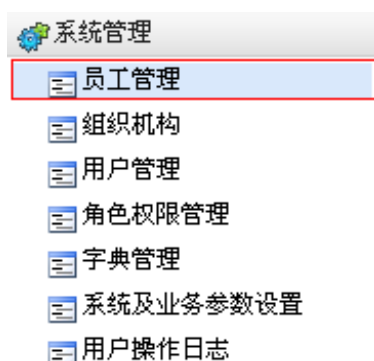 系统管理
员工管理
组织机构
用户管理
角色权限管理
字典管理
系统及业务参数设置
用户操作日志